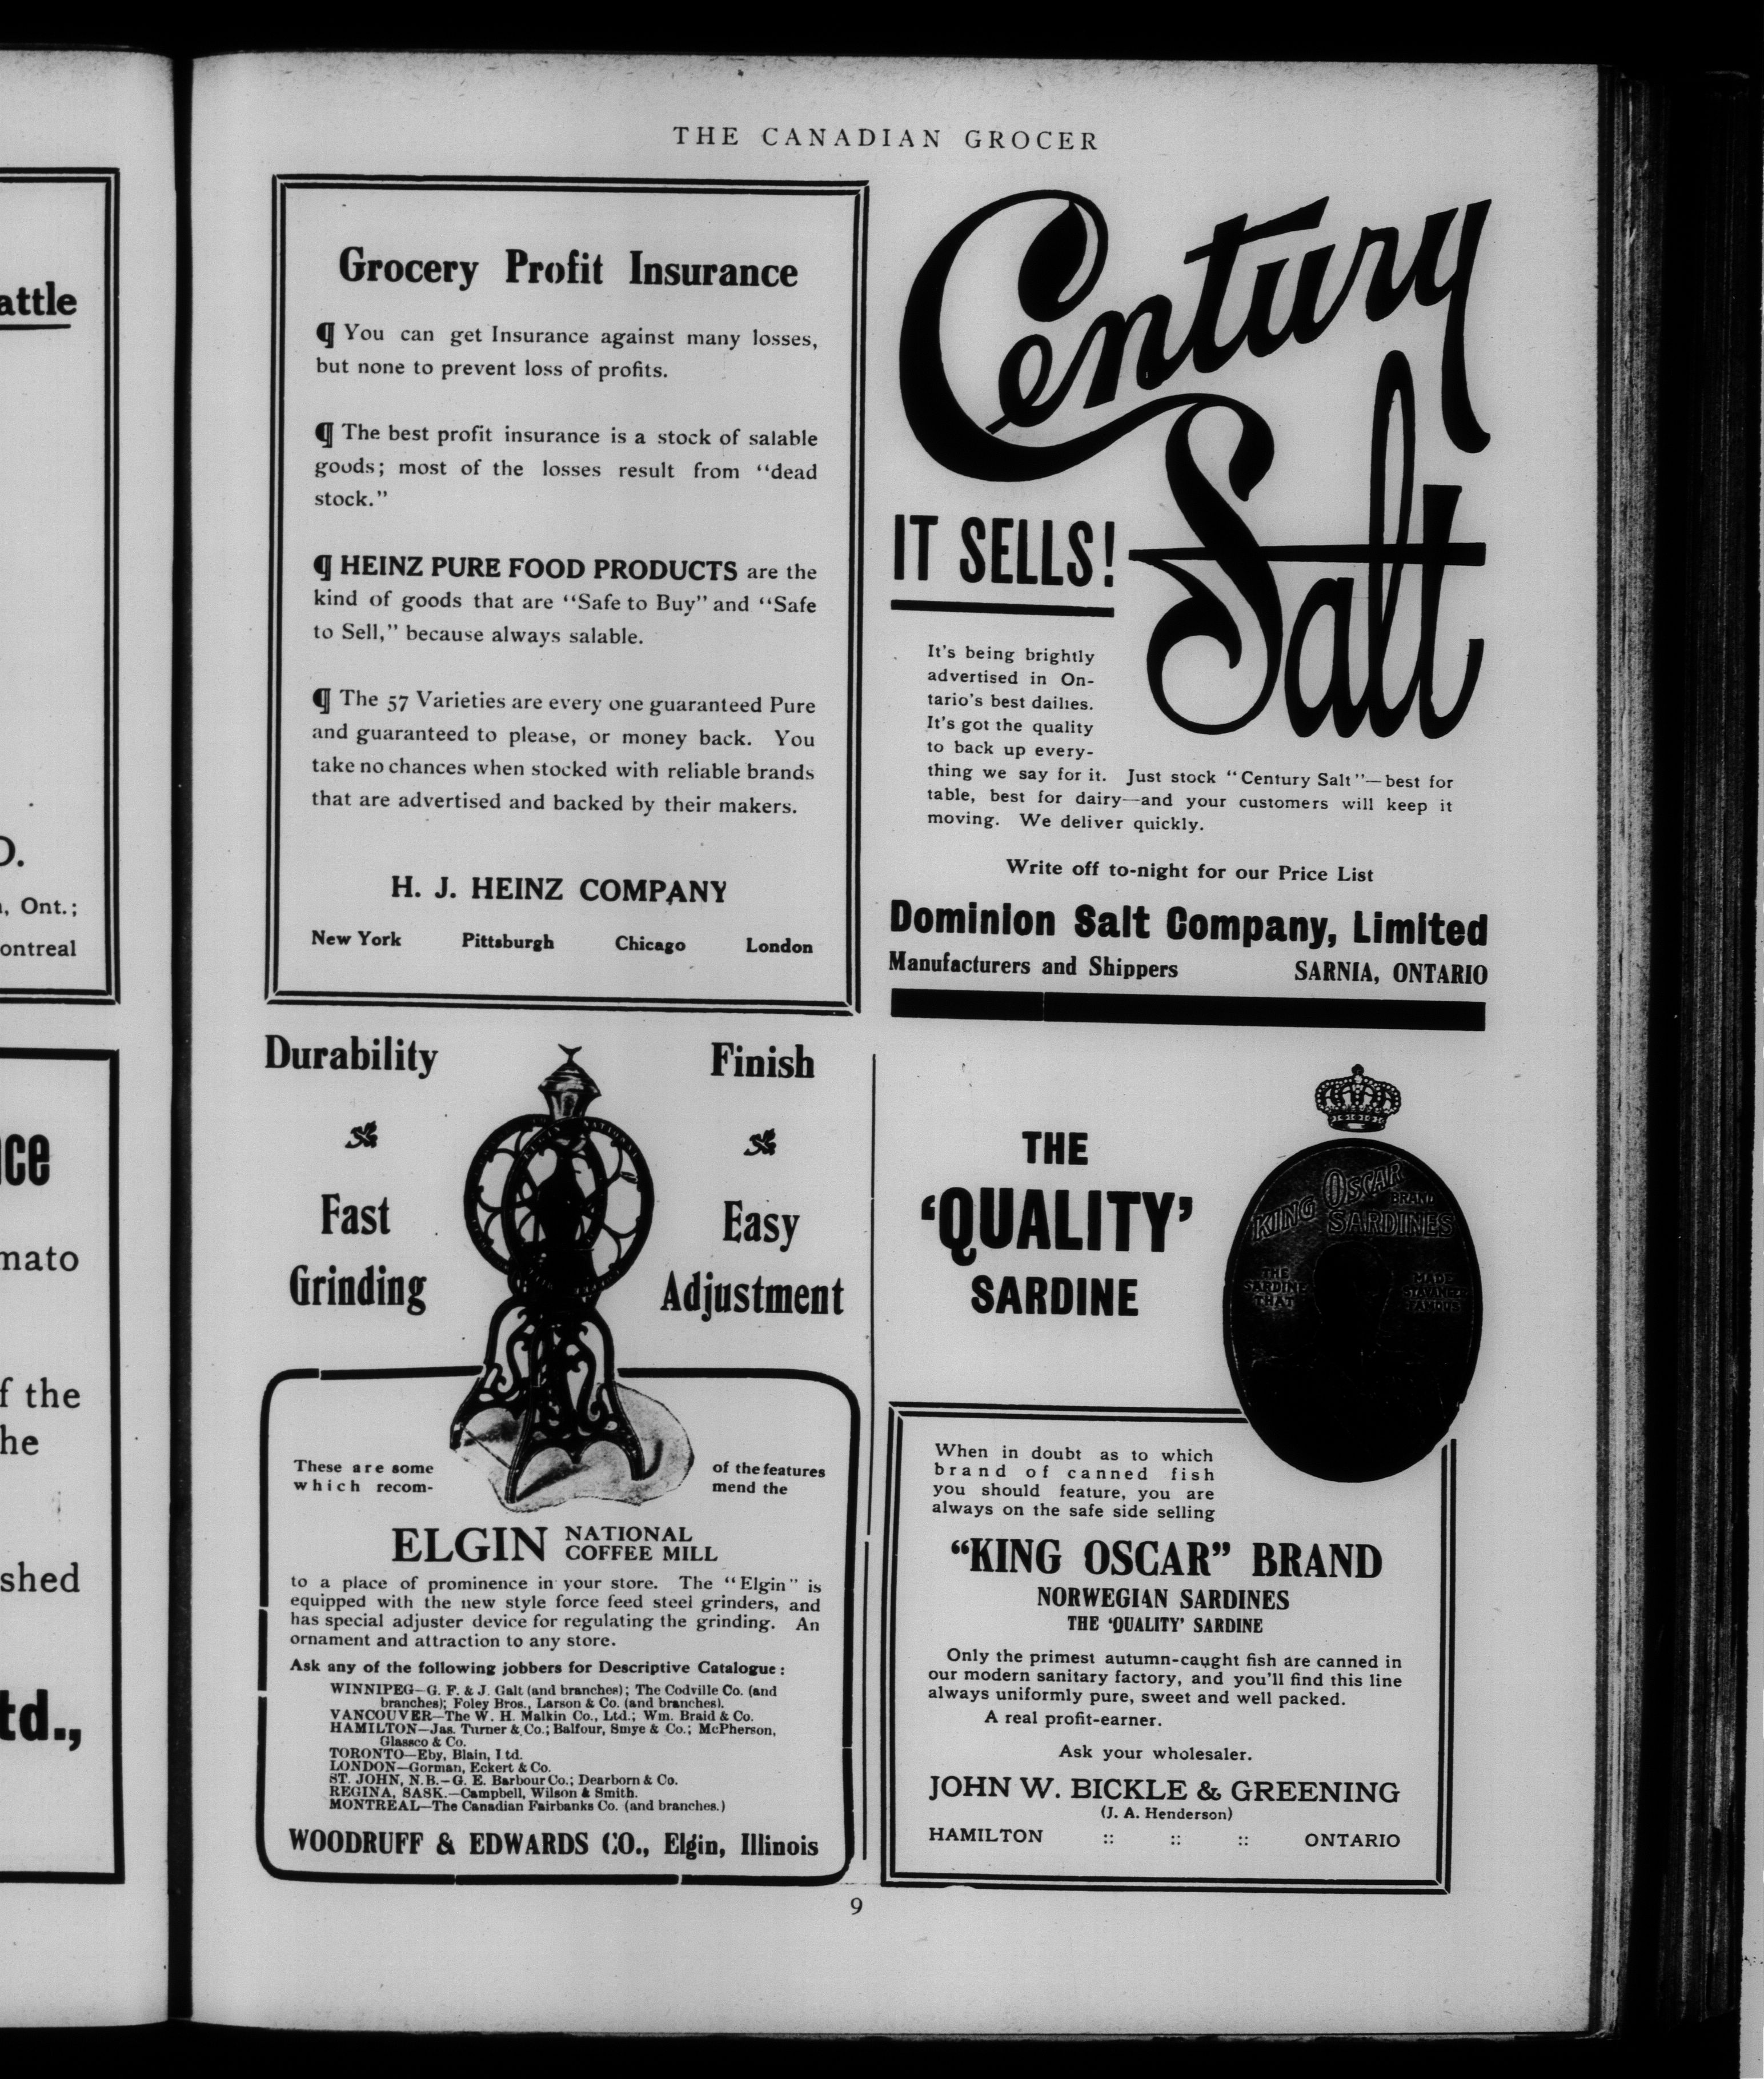 attle
O.
, Ont.;
ontreal
ce
mato
f the
he
shed
td.,
THE CANADIAN GROCER
Grocery Profit Insurance
¶ You can get Insurance against many losses,
but none to prevent loss of profits.
¶ The best profit insurance is a stock of salable
goods; most of the losses result from “dead
stock.”
¶ HEINZ PURE FOOD PRODUCTS are the
kind of goods that are “Safe to Buy” and “Safe
to Sell,” because always salable.
¶ The 57 Varieties are every one guaranteed Pure
and guaranteed to please, or money back. You
take no chances when stocked with reliable brands
that are advertised and backed by their makers.
H. J. HEINZ COMPANY
New York Pittsburgh Chicago London
Century
Salt
IT SELLS!
It's being brightly
advertised in On-
tario's best dailies.
It's got the quality
to back up every-
thing we say for it. Just stock “Century Salt”—best for
table, best for dairy—and your customers will keep it
moving. We deliver quickly.
Write off to-night for our Price List
Dominion Salt Company, Limited
Manufacturers and Shippers SARNIA, ONTARIO
Durability Finish
Fast Easy
Grinding Adjustment
These are some of the features
which recom- mend the
ELGIN NATIONAL
COFFEE MILL
to a place of prominence in your store. The “Elgin” is
equipped with the new style force feed steel grinders, and
has special adjuster device for regulating the grinding. An
ornament and attraction to any store.
Ask any of the following jobbers for Descriptive Catalogue:
WINNIPEG—G. F. & J. Galt (and branches); The Codville Co. (and
branches); Foley Bros., Larson & Co. (and branches).
VANCOUVER—The W. H. Malkin Co., Ltd.; Wm. Braid & Co.
HAMILTON—Jas. Turner & Co.; Balfour, Smye & Co.; McPherson,
Glassco & Co.
TORONTO—Eby, Blain, Ltd.
LONDON—Gorman, Eckert & Co.
ST. JOHN, N.B.—G. E. Barbour Co.; Dearborn & Co.
REGINA, SASK.—Campbell, Wilson & Smith.
MONTREAL—The Canadian Fairbanks Co. (and branches.)
WOODRUFF & EDWARDS CO., Elgin, Illinois
THE
‘QUALITY’
SARDINE
KING OSCAR
BRAND
SARDINES
THE
SARDINE
THAT
MADE
STAVANGER
FAMOUS
When in doubt as to which
brand of canned fish
you should feature, you are
always on the safe side selling
“KING OSCAR” BRAND
NORWEGIAN SARDINES
THE ‘QUALITY’ SARDINE
Only the primest autumn-caught fish are canned in
our modern sanitary factory, and you'll find this line
always uniformly pure, sweet and well packed.
A real profit-earner.
Ask your wholesaler.
JOHN W. BICKLE & GREENING
(J. A. Henderson)
HAMILTON :: :: :: ONTARIO
9